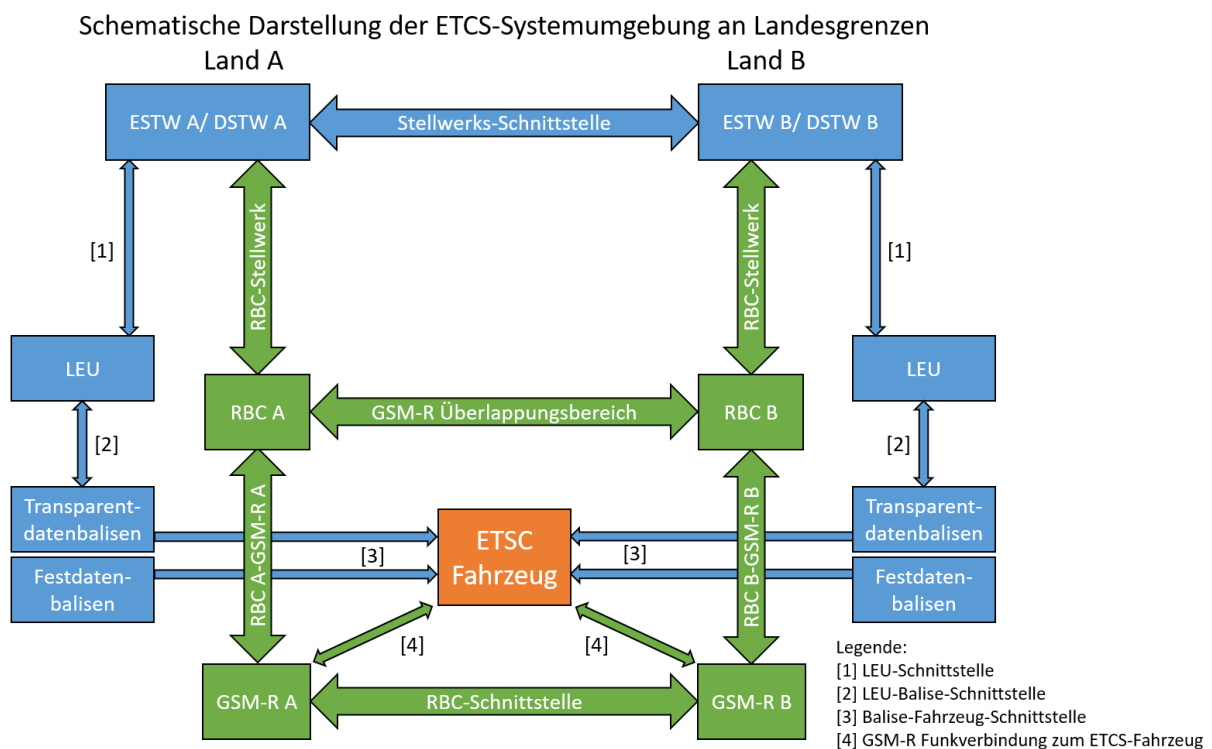 Schematische Darstellung der ETCS-Systemumgebung an Landesgrenzen
Land A
Land B
ESTW A/ DSTW A
Stellwerks-Schnittstelle
ESTW B/ DSTW B
[1]
RBC-Stellwerk
RBC-Stellwerk
[1]
LEU
LEU
RBC A
GSM-R Überlappungsbereich
RBC B
[2]
[2]
Transparent-
datenbalisen
RBC A-GSM-R A
ETSC
Fahrzeug
RBC B-GSM-R B
Transparent-
datenbalisen
[3]
[3]
Festdaten-
balisen
Festdaten-
balisen
[4]
[4]
GSM-R A
RBC-Schnittstelle
GSM-R B
Legende:
[1] LEU-Schnittstelle
[2] LEU-Balise-Schnittstelle
[3] Balise-Fahrzeug-Schnittstelle
[4] GSM-R Funkverbindung zum ETCS-Fahrzeug